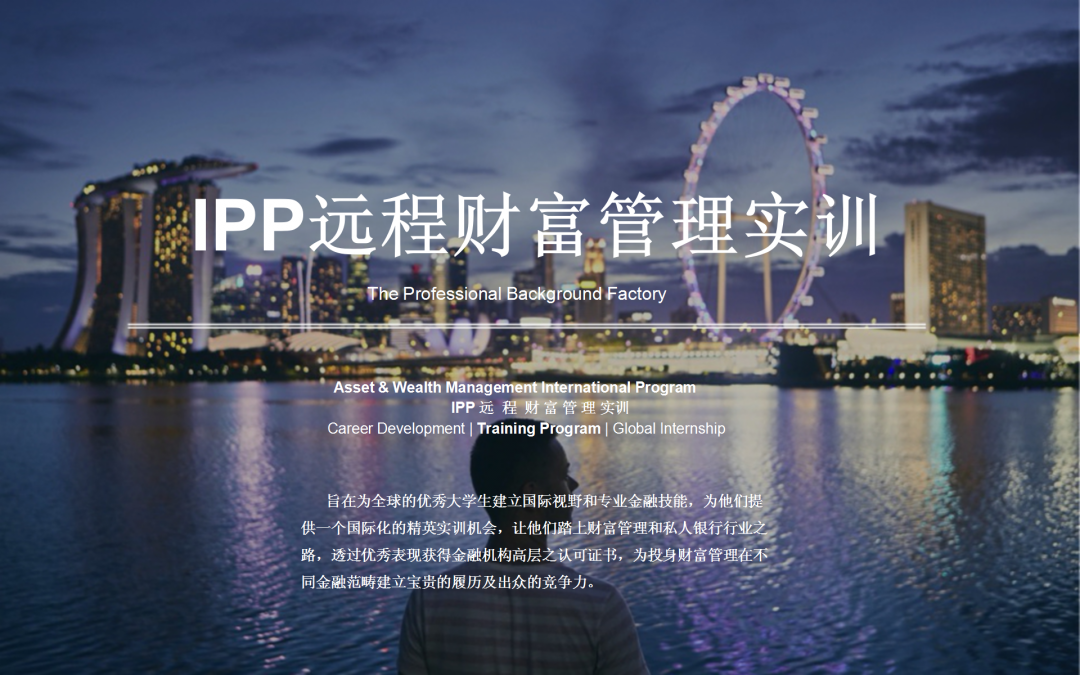 IPP远程财富管理实训
The Professional Background Factory
Asset & Wealth Management International Program
IPP 远 程 财 富 管 理 实训
Career Development | Training Program | Global Internship
旨在为全球的优秀大学生建立国际视野和专业金融技能，为他们提
供一个国际化的精英实训机会，让他们踏上财富管理和私人银行行业之
路，透过优秀表现获得金融机构高层之认可证书，为投身财富管理在不
同金融范畴建立宝贵的履历及出众的竞争力。